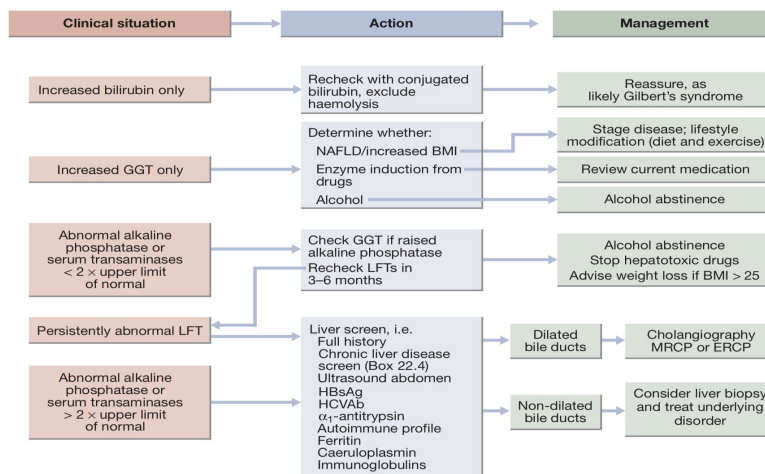 Clinical situation
Action
Management
Increased bilirubin only
Recheck with conjugated
bilirubin, exclude
haemolysis
Reassure, as
likely Gilbert's syndrome
Increased GGT only
Determine whether:
NAFLD/increased BMI
Enzyme induction from
drugs
Alcohol
Stage disease; lifestyle
modification (diet and exercise)
Review current medication
Alcohol abstinence
Abnormal alkaline
phosphatase or
serum transaminases
< 2 × upper limit
of normal
Check GGT if raised
alkaline phosphatase
Recheck LFTs in
3–6 months
Alcohol abstinence
Stop hepatotoxic drugs
Advise weight loss if BMI > 25
Persistently abnormal LFT
Abnormal alkaline
phosphatase or
serum transaminases
> 2 × upper limit
of normal
Liver screen, i.e.
Full history
Chronic liver disease
screen (Box 22.4)
Ultrasound abdomen
HBsAg
HCVAb
α₁-antitrypsin
Autoimmune profile
Ferritin
Caeruloplasmin
Immunoglobulins
Dilated
bile ducts
Cholangiography
MRCP or ERCP
Non-dilated
bile ducts
Consider liver biopsy
and treat underlying
disorder